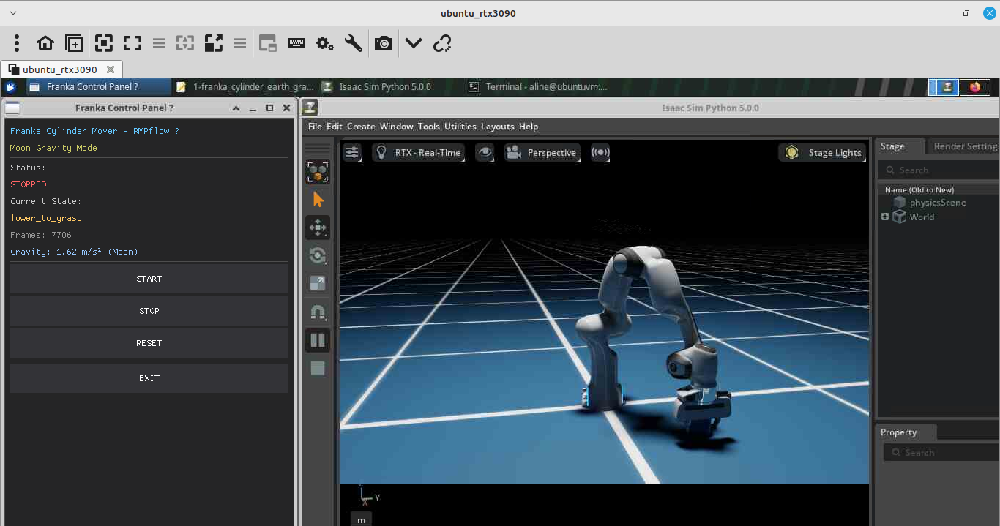 ubuntu_rtx3090
ubuntu_rtx3090
Franka Control Panel ?
1-franka_cylinder_earth_gra...
Isaac Sim Python 5.0.0
Terminal - aline@ubuntuvm:...
Franka Control Panel ?
Isaac Sim Python 5.0.0
Franka Cylinder Mover - RMPflow ?
Moon Gravity Mode
Status:
STOPPED
Current State:
lower_to_grasp
Frames: 7706
Gravity: 1.62 m/s² (Moon)
START
STOP
RESET
EXIT
File Edit Create Window Tools Utilities Layouts Help
RTX - Real-Time
Perspective
Stage Lights
Z
Y
X
m
Stage
Render Setting
Search
Name (Old to New)
physicsScene
World
Property
Search